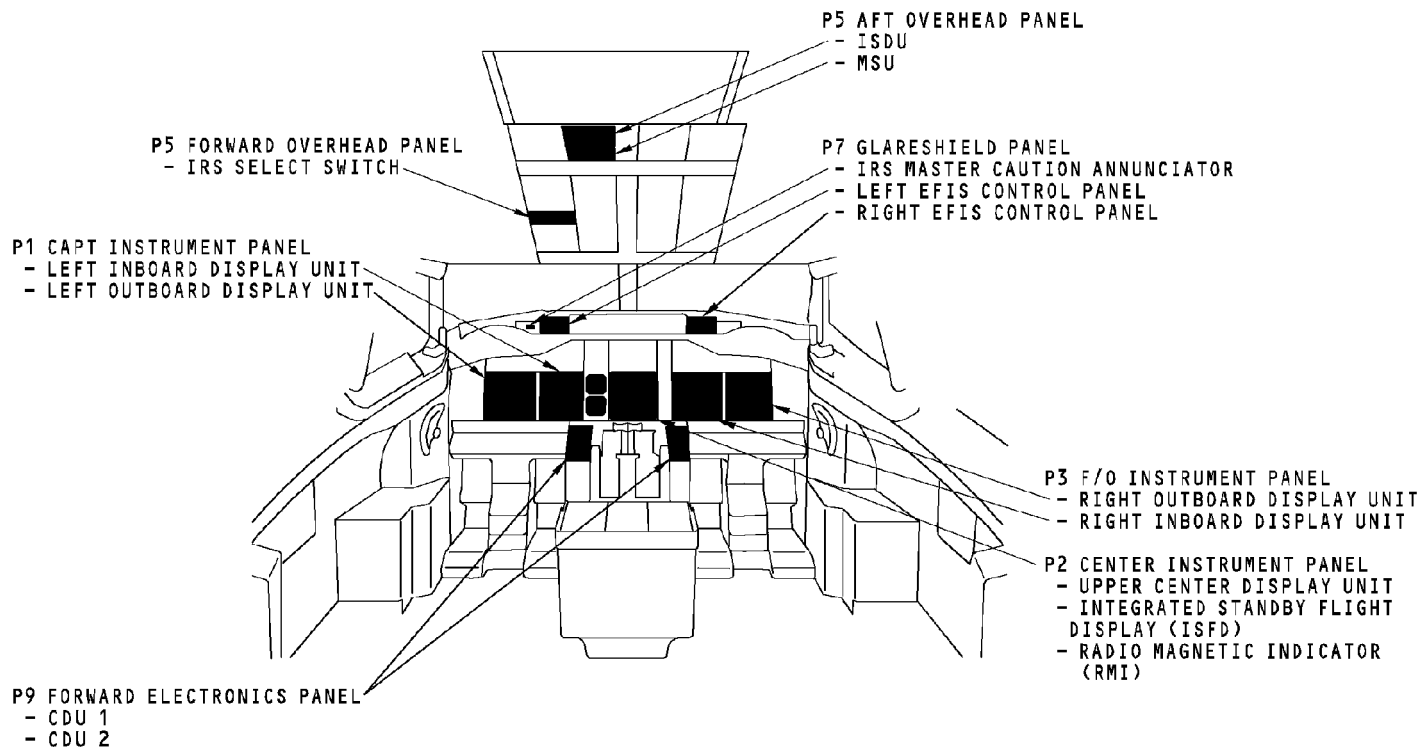 P5 AFT OVERHEAD PANEL
- ISDU
- MSU
P5 FORWARD OVERHEAD PANEL
- IRS SELECT SWITCH
P7 GLARESHIELD PANEL
- IRS MASTER CAUTION ANNUNCIATOR
- LEFT EFIS CONTROL PANEL
- RIGHT EFIS CONTROL PANEL
P1 CAPT INSTRUMENT PANEL
- LEFT INBOARD DISPLAY UNIT
- LEFT OUTBOARD DISPLAY UNIT
P3 F/O INSTRUMENT PANEL
- RIGHT OUTBOARD DISPLAY UNIT
- RIGHT INBOARD DISPLAY UNIT
P2 CENTER INSTRUMENT PANEL
- UPPER CENTER DISPLAY UNIT
- INTEGRATED STANDBY FLIGHT
DISPLAY (ISFD)
- RADIO MAGNETIC INDICATOR
(RMI)
P9 FORWARD ELECTRONICS PANEL
- CDU 1
- CDU 2